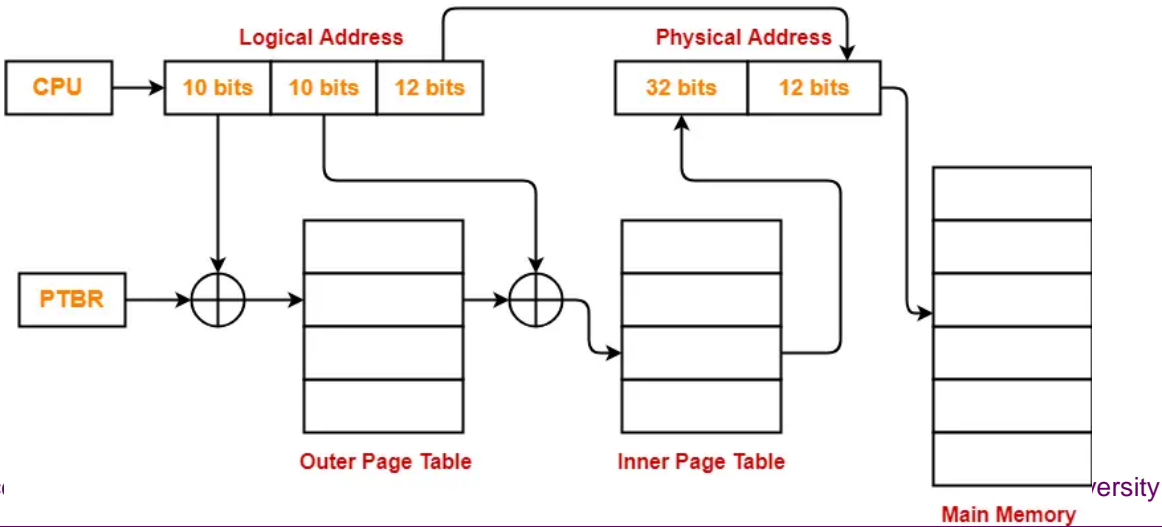 Logical Address
Physical Address
CPU
10 bits
10 bits
12 bits
32 bits
12 bits
PTBR
Outer Page Table
Inner Page Table
Main Memory